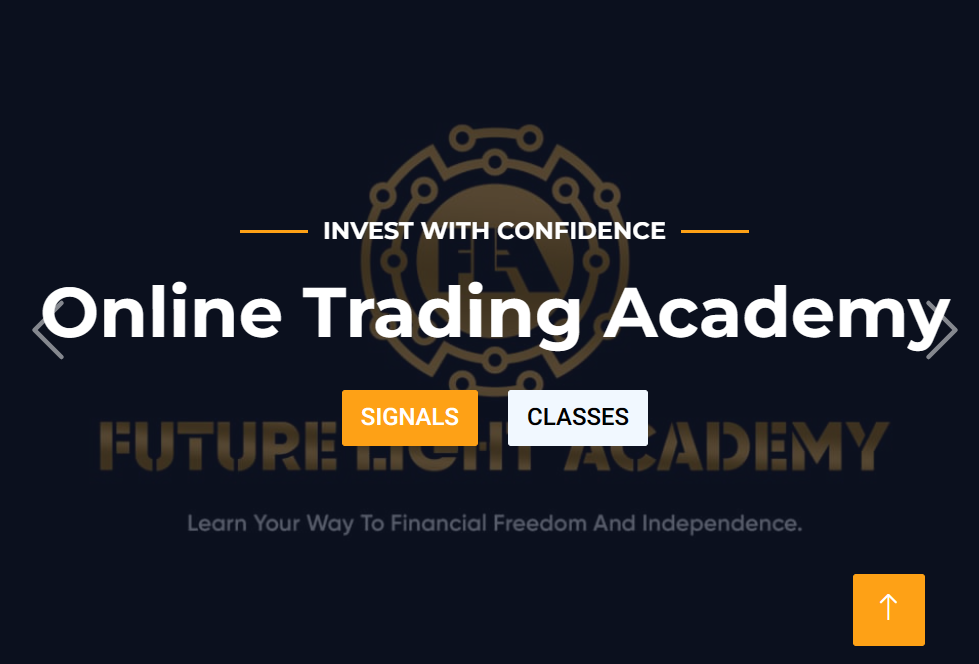 INVEST WITH CONFIDENCE
Online Trading Academy
SIGNALS
CLASSES
FUTURE LIGHT ACADEMY
Learn Your Way To Financial Freedom And Independence.